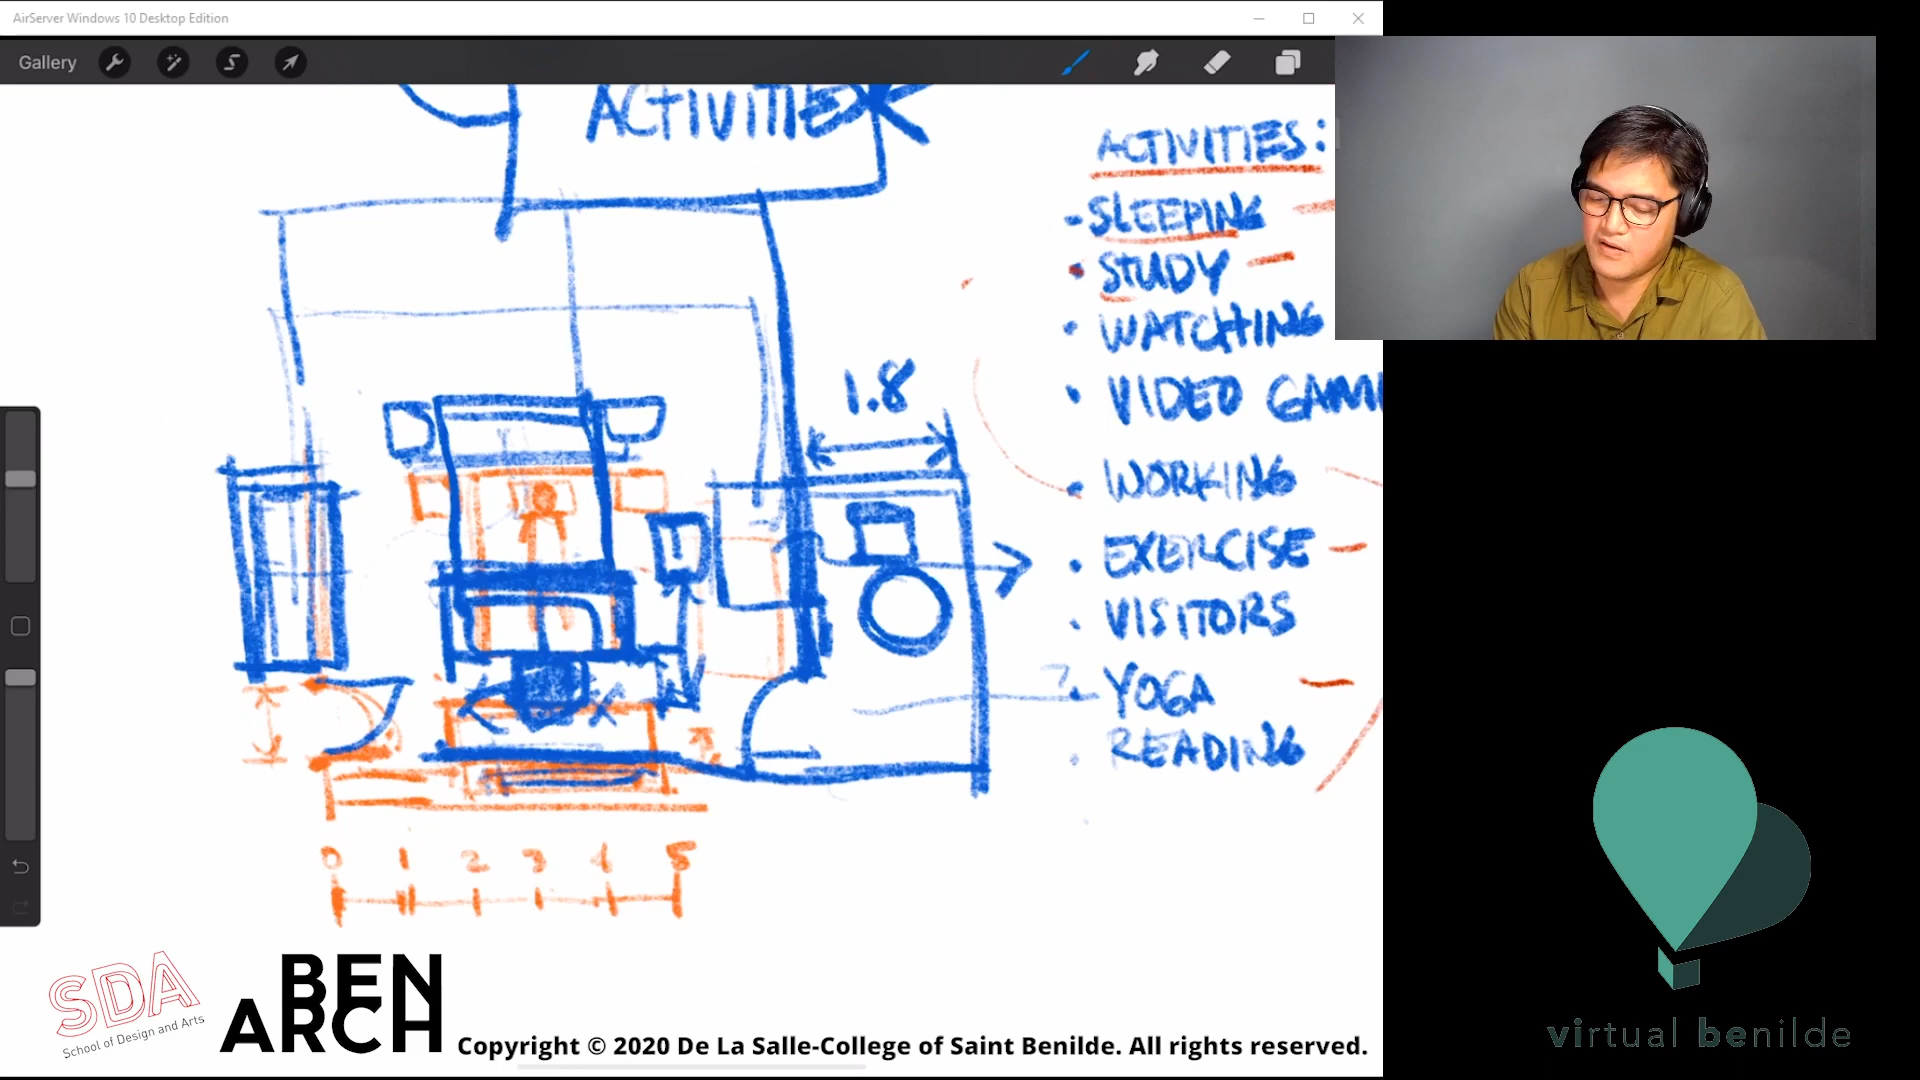 AirServer Windows 10 Desktop Edition
Gallery
ACTIVITIE
ACTIVITIES:
- SLEEPING
• STUDY
• WATCHING
• VIDEO GAM
• WORKING
• EXERCISE
• VISITORS
• YOGA
• READING
1.8
0 1 2 3 4 5
SDA
School of Design and Arts
BEN
ARCH
Copyright © 2020 De La Salle-College of Saint Benilde. All rights reserved.
virtual benilde